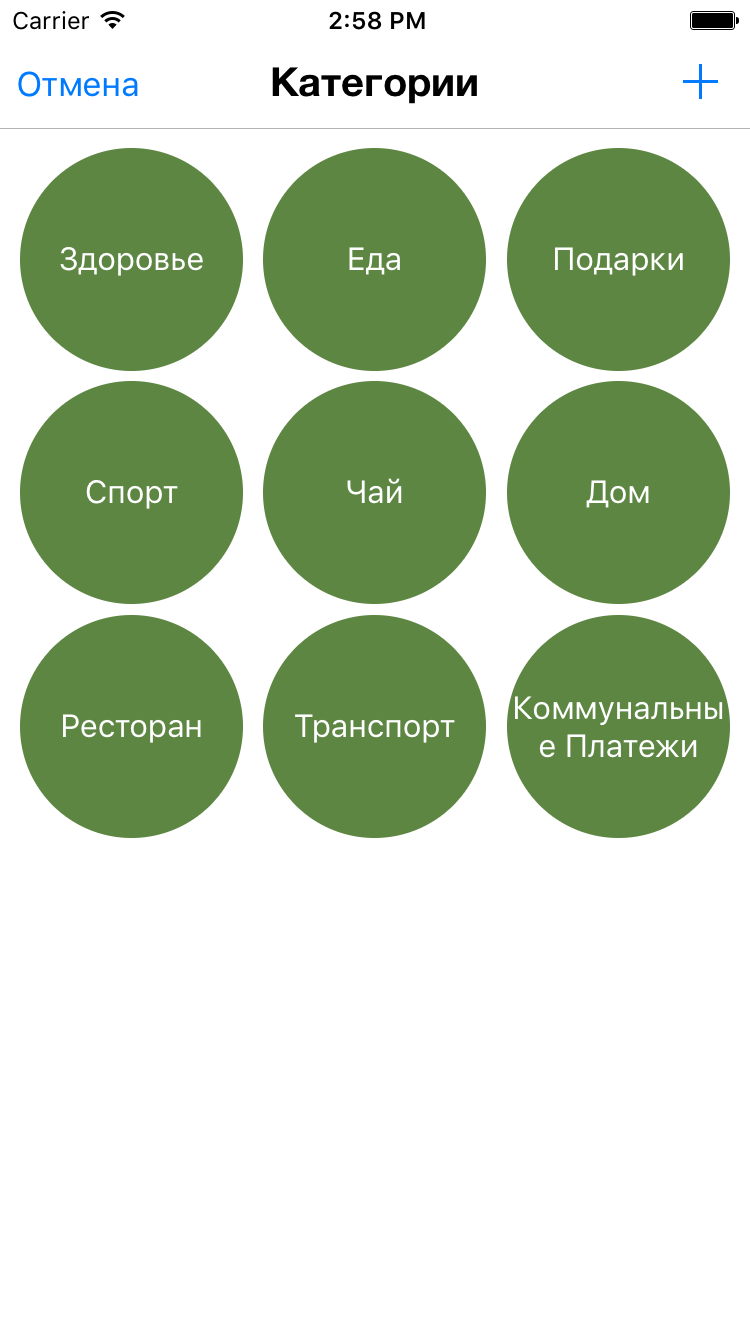 Carrier 2:58 PM
Отмена Категории
Здоровье Еда Подарки
Спорт Чай Дом
Ресторан Транспорт Коммунальны
е Платежи